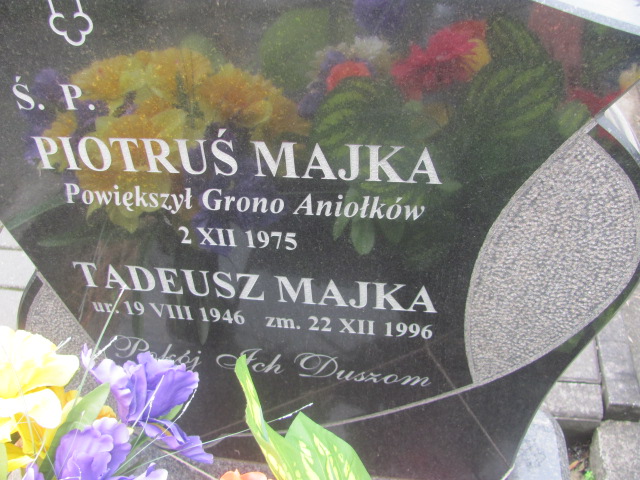 Ś. P.
PIOTRUŚ MAJKA
Powiększył Grono Aniołków
2 XII 1975
TADEUSZ MAJKA
ur. 19 VIII 1946 zm. 22 XII 1996
Pokój Ich Duszom